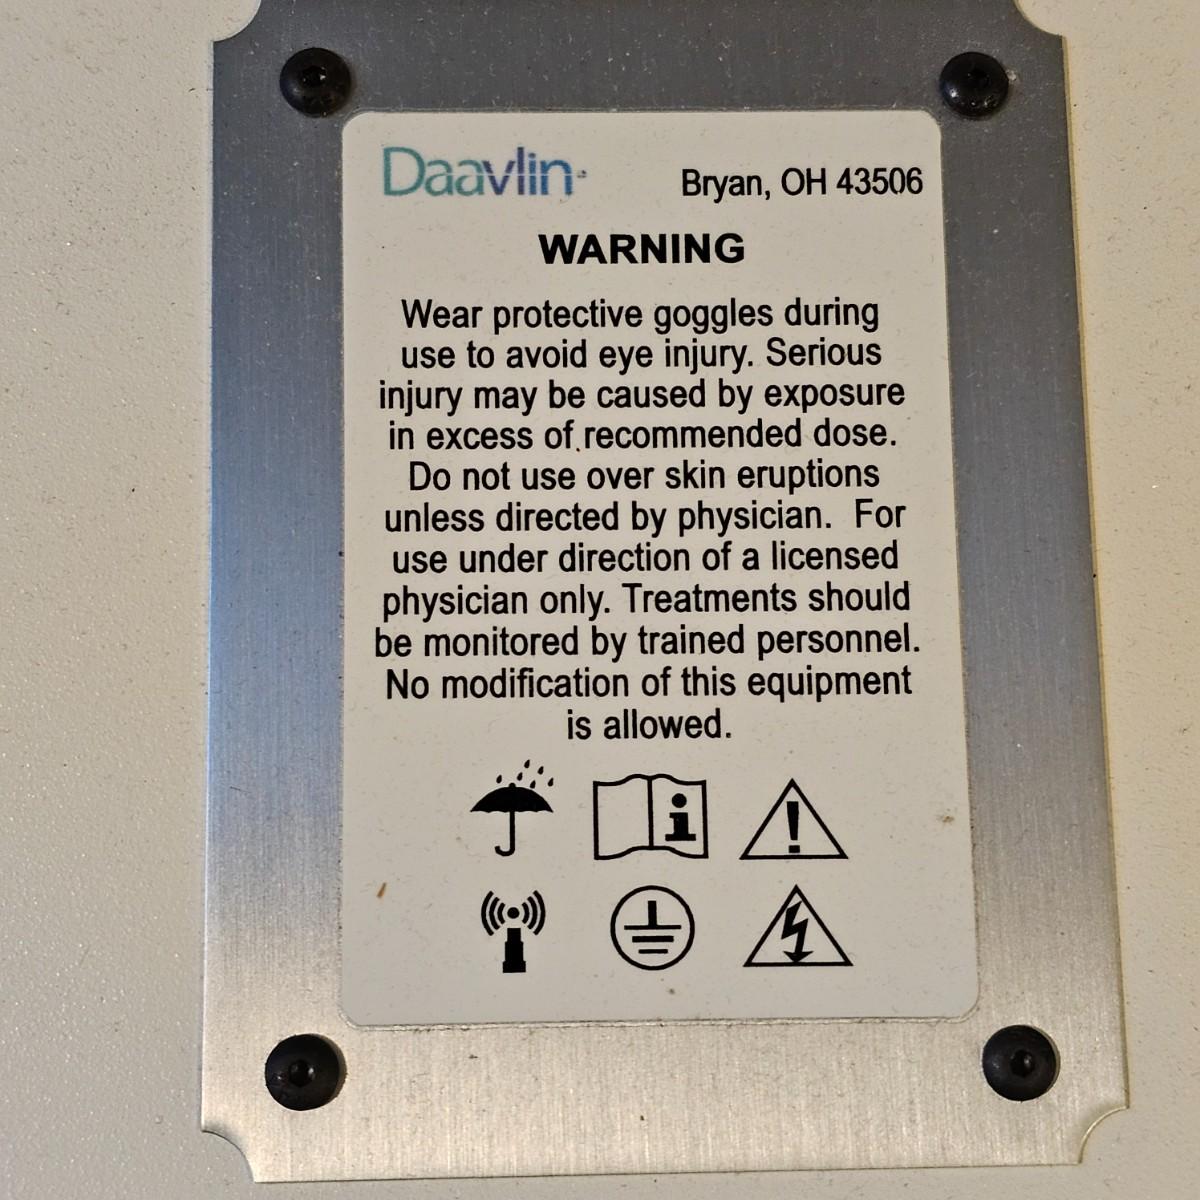 Daavlin
Bryan, OH 43506
WARNING
Wear protective goggles during
use to avoid eye injury. Serious
injury may be caused by exposure
in excess of recommended dose.
Do not use over skin eruptions
unless directed by physician. For
use under direction of a licensed
physician only. Treatments should
be monitored by trained personnel.
No modification of this equipment
is allowed.